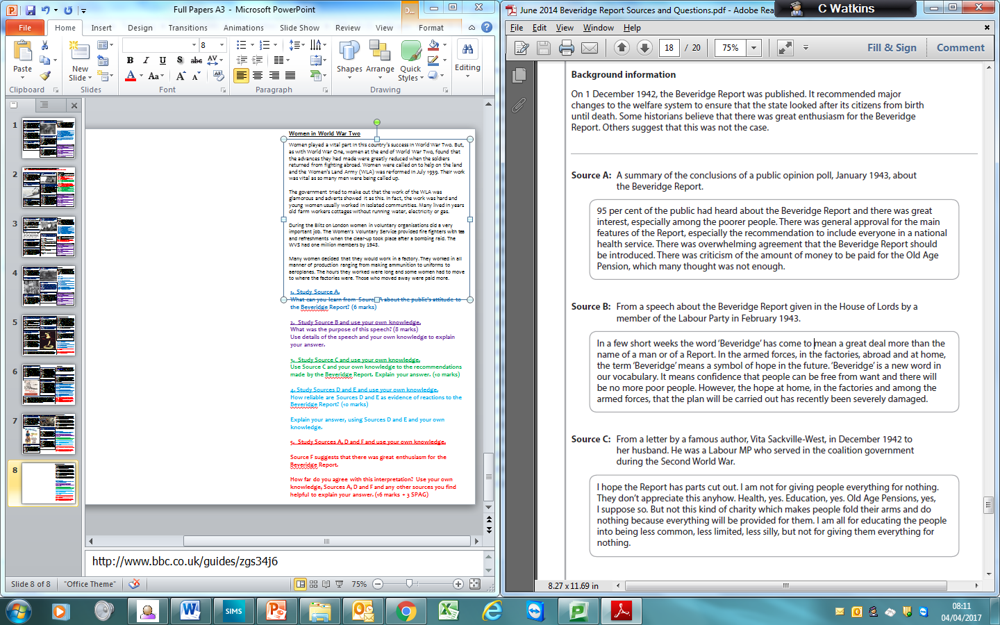 Full Papers A3 - Microsoft PowerPoint
D...
File Home Insert Design Transitions Animations Slide Show Review View Format
Paste
New
Slide
8
Shapes Arrange Quick
Styles
Editing
Clipboard Slides Font Paragraph Drawing
1
2
3
4
5
6
7
8
Women in World War Two
Women played a vital part in this country's success in World War Two. But,
as with World War One, women at the end of World War Two, found that
the advances they had made were greatly reduced when the soldiers
returned from fighting abroad. Women were called on to help on the land
and the Women's Land Army (WLA) was re-formed in July 1939. Their work
was vital as so many men were being called up.
The government tried to make out that the work of the WLA was
glamorous and adverts showed it as this. In fact, the work was hard and
young women usually worked in isolated communities. Many lived in years
old farm workers cottages without running water, electricity or gas.
During the Blitz on London women in voluntary organisations did a very
important job. The Women's Voluntary Service provided fire fighters with tea
and refreshments when the clear-up took place after a bombing raid. The
WVS had one million members by 1943.
Many women decided that they would work in a factory. They worked in all
manner of production ranging from making ammunition to uniforms to
aeroplanes. The hours they worked were long and some women had to move
to where the factories were. Those who moved away were paid more.
1. Study Source A.
What can you learn from Source A about the public's attitude to
the Beveridge Report? (6 marks)
2. Study Source B and use your own knowledge.
What was the purpose of this speech? (8 marks)
Use details of the speech and your own knowledge to explain
your answer.
3. Study Source C and use your own knowledge.
Use Source C and your own knowledge to the recommendations
made by the Beveridge Report. Explain your answer. (10 marks)
4. Study Sources D and E and use your own knowledge.
How reliable are Sources D and E as evidence of reactions to the
Beveridge Report? (10 marks)
Explain your answer, using Sources D and E and your own
knowledge.
5. Study Sources A, D and F and use your own knowledge.
Source F suggests that there was great enthusiasm for the
Beveridge Report.
How far do you agree with this interpretation? Use your own
knowledge, Sources A, D and F and any other sources you find
helpful to explain your answer. (16 marks + 3 SPAG)
http://www.bbc.co.uk/guides/zgs34j6
Slide 8 of 8 "Office Theme" 75%
June 2014 Beveridge Report Sources and Questions.pdf - Adobe Rea
C Watkins
File Edit View Window Help
18 / 20 75% Fill & Sign Comment
Background information
On 1 December 1942, the Beveridge Report was published. It recommended major
changes to the welfare system to ensure that the state looked after its citizens from birth
until death. Some historians believe that there was great enthusiasm for the Beveridge
Report. Others suggest that this was not the case.
Source A: A summary of the conclusions of a public opinion poll, January 1943, about
the Beveridge Report.
95 per cent of the public had heard about the Beveridge Report and there was great
interest, especially among the poorer people. There was general approval for the main
features of the Report, especially the recommendation to include everyone in a national
health service. There was overwhelming agreement that the Beveridge Report should
be introduced. There was criticism of the amount of money to be paid for the Old Age
Pension, which many thought was not enough.
Source B: From a speech about the Beveridge Report given in the House of Lords by a
member of the Labour Party in February 1943.
In a few short weeks the word 'Beveridge' has come to mean a great deal more than the
name of a man or of a Report. In the armed forces, in the factories, abroad and at home,
the term 'Beveridge' means a symbol of hope in the future. 'Beveridge' is a new word in
our vocabulary. It means confidence that people can be free from want and there will
be no more poor people. However, the hope at home, in the factories and among the
armed forces, that the plan will be carried out has recently been severely damaged.
Source C: From a letter by a famous author, Vita Sackville-West, in December 1942 to
her husband. He was a Labour MP who served in the coalition government
during the Second World War.
I hope the Report has parts cut out. I am not for giving people everything for nothing.
They don't appreciate this anyhow. Health, yes. Education, yes. Old Age Pensions, yes,
I suppose so. But not this kind of charity which makes people fold their arms and do
nothing because everything will be provided for them. I am all for educating the people
into being less common, less limited, less silly, but not for giving them everything for
nothing.
8.27 x 11.69 in
SIMS
08:11
04/04/2017